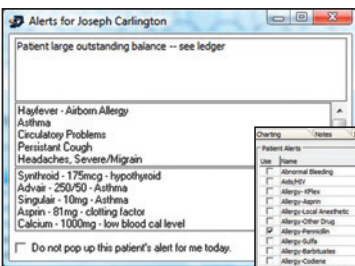 Alerts for Joseph Carlington
Patient large outstanding balance -- see ledger
Hayfever - Airborn Allergy
Asthma
Circulatory Problems
Persistant Cough
Headaches, Severe/Migrain
Synthroid - 175mcg - hypothyroid
Advair - 250/50 - Asthma
Singulair - 10mg - Asthma
Asprin - 81mg - clotting factor
Calcium - 1000mg - low blood cal level
Do not pop up this patient's alert for me today.
Charting
Notes
Patient Alerts
Use Name
Abnormal Bleeding
Aids/HIV
Allergy- KFlex
Allergy-Asprin
Allergy-Local Anesthetic
Allergy-Other Drug
Allergy-Penicillin
Allergy-Sulfa
Allergy-Barbituates
Allergy-Codeine